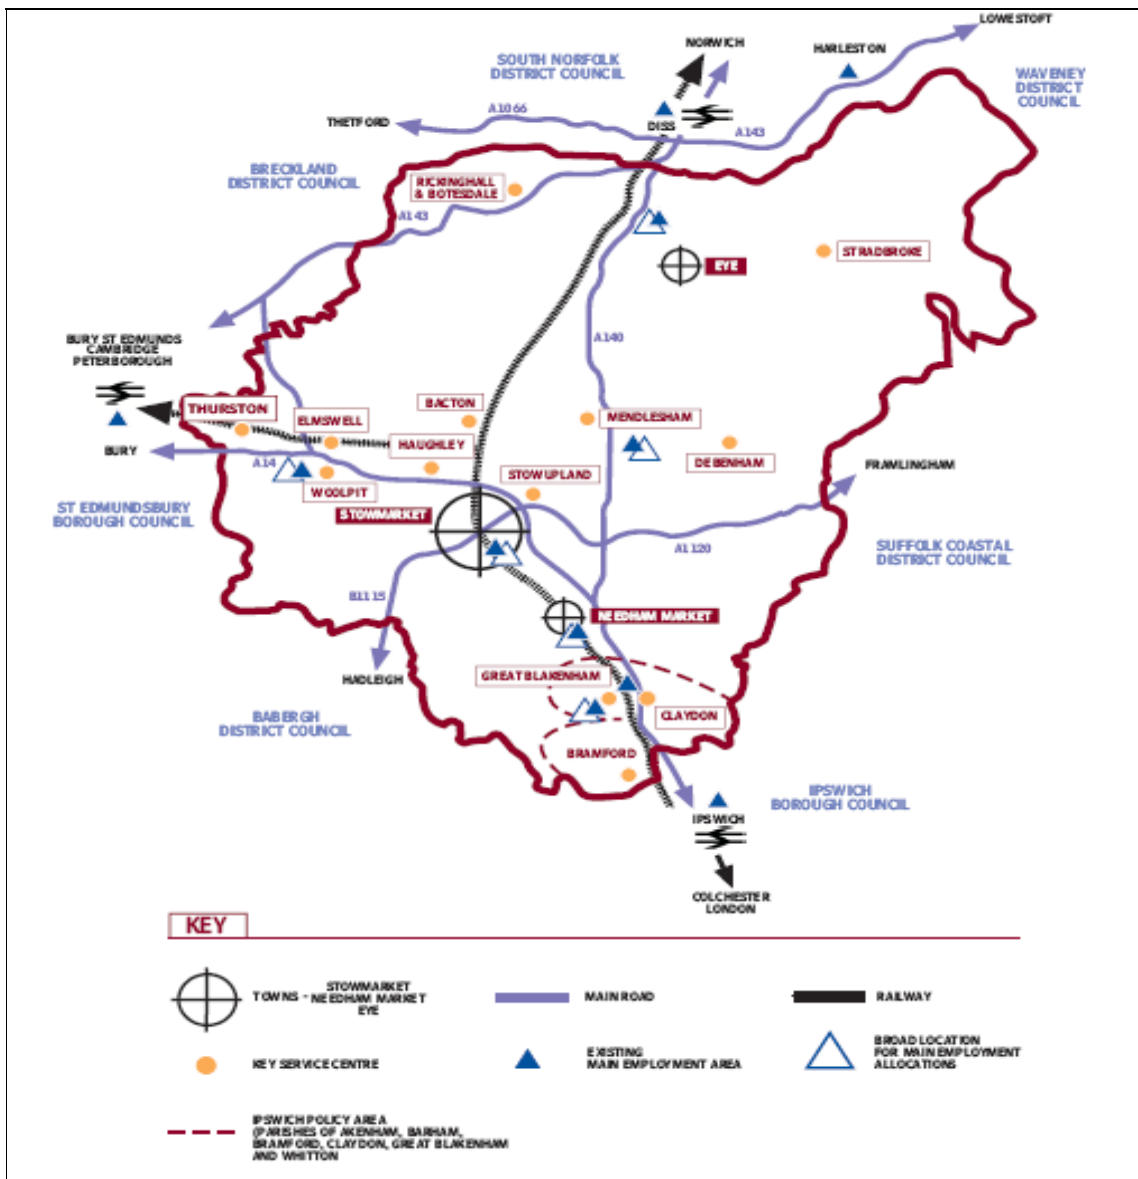 LOWESTOFT
NORWICH
HARLESTON
SOUTH NORFOLK
DISTRICT COUNCIL
WAVENEY
DISTRICT
COUNCIL
A1066
THETFORD
DISS
A143
BRECKLAND
DISTRICT COUNCIL
RICKINGHALL
& BOTESDALE
A143
STRADBROKE
EYE
A140
BURY ST EDMUNDS
CAMBRIDGE
PETERBOROUGH
THURSTON
ELMSWELL
BACTON
MENDLESHAM
HAUGHLEY
BURY
A14
DEBENHAM
FRAMLINGHAM
STOWUPLAND
WOOLPIT
ST EDMUNDSBURY
BOROUGH COUNCIL
STOWMARKET
A1120
SUFFOLK COASTAL
DISTRICT COUNCIL
B1115
NEEDHAM MARKET
HADLEIGH
GREAT BLAKENHAM
CLAYDON
BABERGH
DISTRICT COUNCIL
BRAMFORD
IPSWICH
BOROUGH COUNCIL
IPSWICH
COLCHESTER
LONDON
KEY
TOWNS - STOWMARKET
NEEDHAM MARKET
EYE
MAIN ROAD
RAILWAY
KEY SERVICE CENTRE
EXISTING
MAIN EMPLOYMENT AREA
BROAD LOCATION
FOR MAIN EMPLOYMENT
ALLOCATIONS
IPSWICH POLICY AREA
(PARISHES OF AKENHAM, BARHAM,
BRAMFORD, CLAYDON, GREAT BLAKENHAM
AND WHITTON